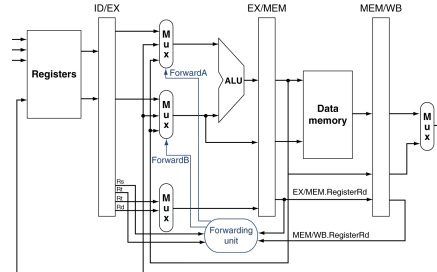 ID/EX
EX/MEM
MEM/WB
Registers
Mux
ForwardA
ALU
Mux
ForwardB
Data
memory
Mux
Rs
Rt
Rt
Rd
Mux
Forwarding
unit
EX/MEM.RegisterRd
MEM/WB.RegisterRd